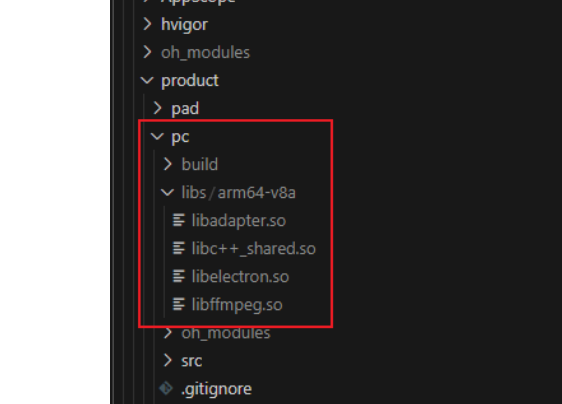 AppScope
hvigor
oh_modules
product
pad
pc
build
libs/arm64-v8a
libadapter.so
libc++_shared.so
libelectron.so
libffmpeg.so
oh_modules
src
.gitignore